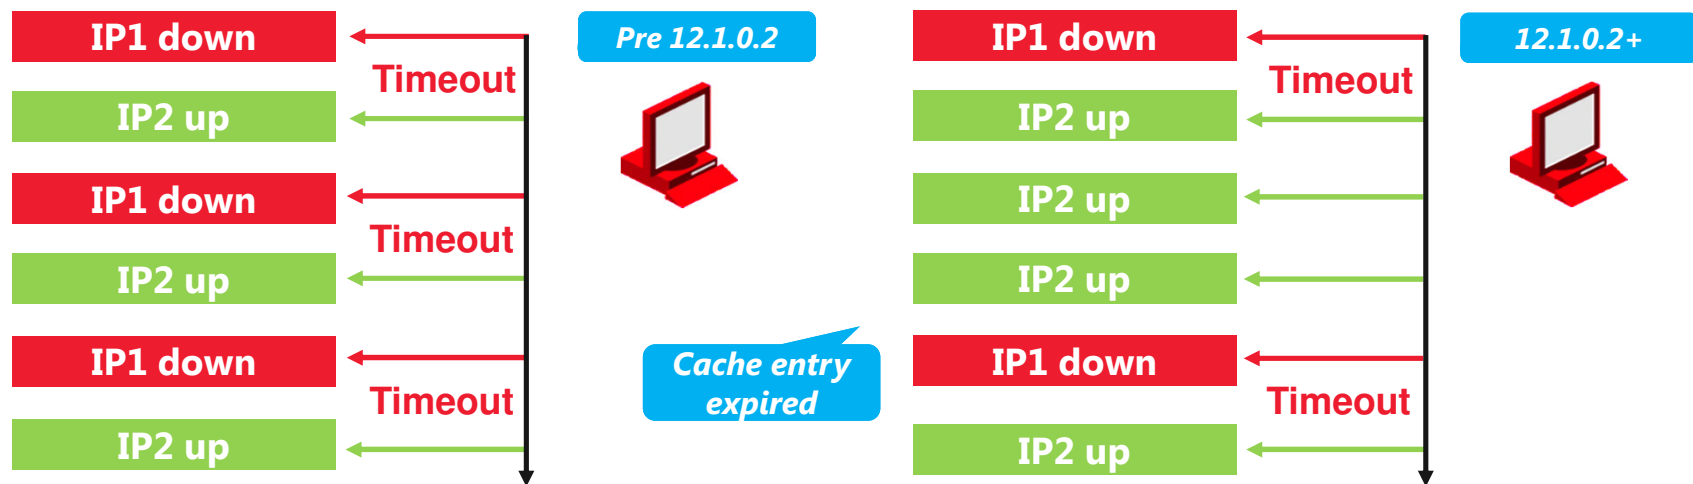 IP1 down
Timeout
IP2 up
IP1 down
Timeout
IP2 up
IP1 down
Timeout
IP2 up
Pre 12.1.0.2
Cache entry
expired
IP1 down
Timeout
IP2 up
IP2 up
IP2 up
IP1 down
Timeout
IP2 up
12.1.0.2+